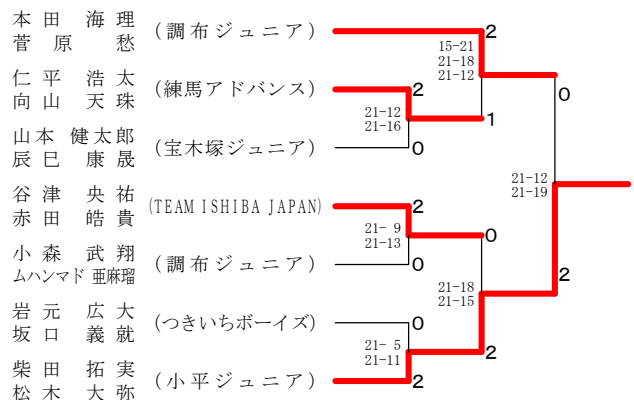 本田 海理
菅原 愁
(調布ジュニア)
2
15-21
21-18
21-12
仁平 浩太
向山 天珠
(練馬アドバンス)
2
21-12
21-16
1
山本 健太郎
辰巳 康晟
(宝木塚ジュニア)
0
0
21-12
21-19
谷津 央祐
赤田 皓貴
(TEAM ISHIBA JAPAN)
2
21- 9
21-13
0
小森 武翔
ムハンマド 亜麻瑠
(調布ジュニア)
0
2
21-18
21-15
岩元 広大
坂口 義就
(つきいちボーイズ)
0
21- 5
21-11
2
柴田 拓実
松木 大弥
(小平ジュニア)
2